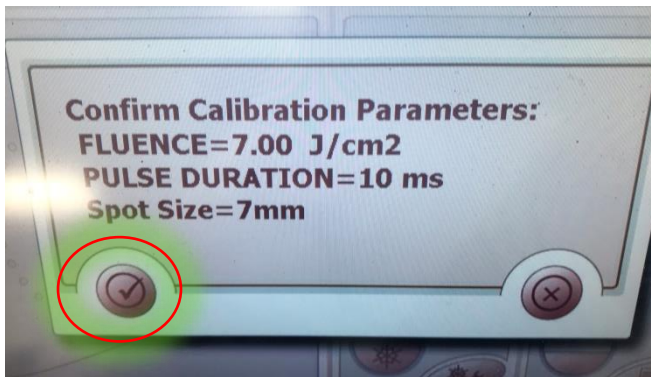 Confirm Calibration Parameters:
FLUENCE=7.00 J/cm2
PULSE DURATION=10 ms
Spot Size=7mm